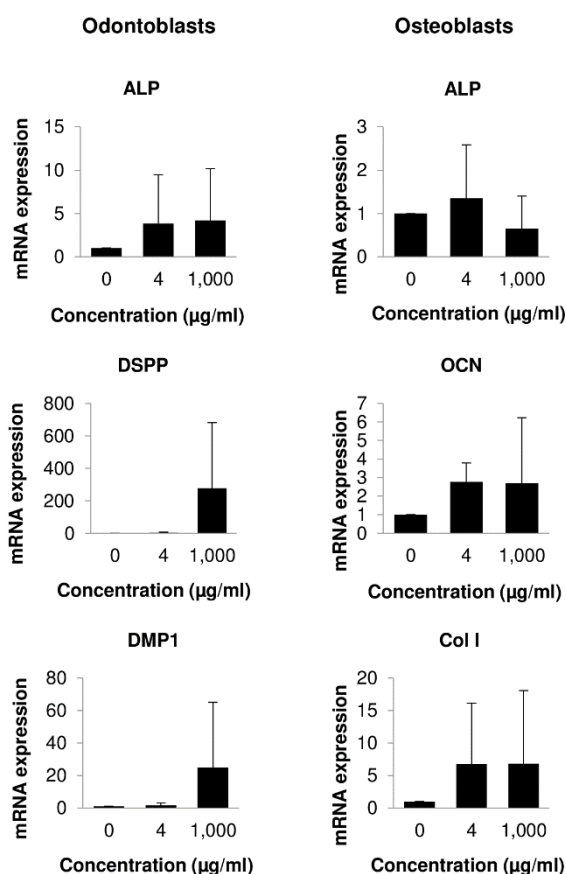 Odontoblasts
ALP
mRNA expression
15
10
5
0
0 4 1,000
Concentration (µg/ml)
DSPP
mRNA expression
800
600
400
200
0
0 4 1,000
Concentration (µg/ml)
DMP1
mRNA expression
80
60
40
20
0
0 4 1,000
Concentration (µg/ml)
Osteoblasts
ALP
mRNA expression
3
2
1
0
0 4 1,000
Concentration (µg/ml)
OCN
mRNA expression
7
6
5
4
3
2
1
0
0 4 1,000
Concentration (µg/ml)
Col I
mRNA expression
20
15
10
5
0
0 4 1,000
Concentration (µg/ml)